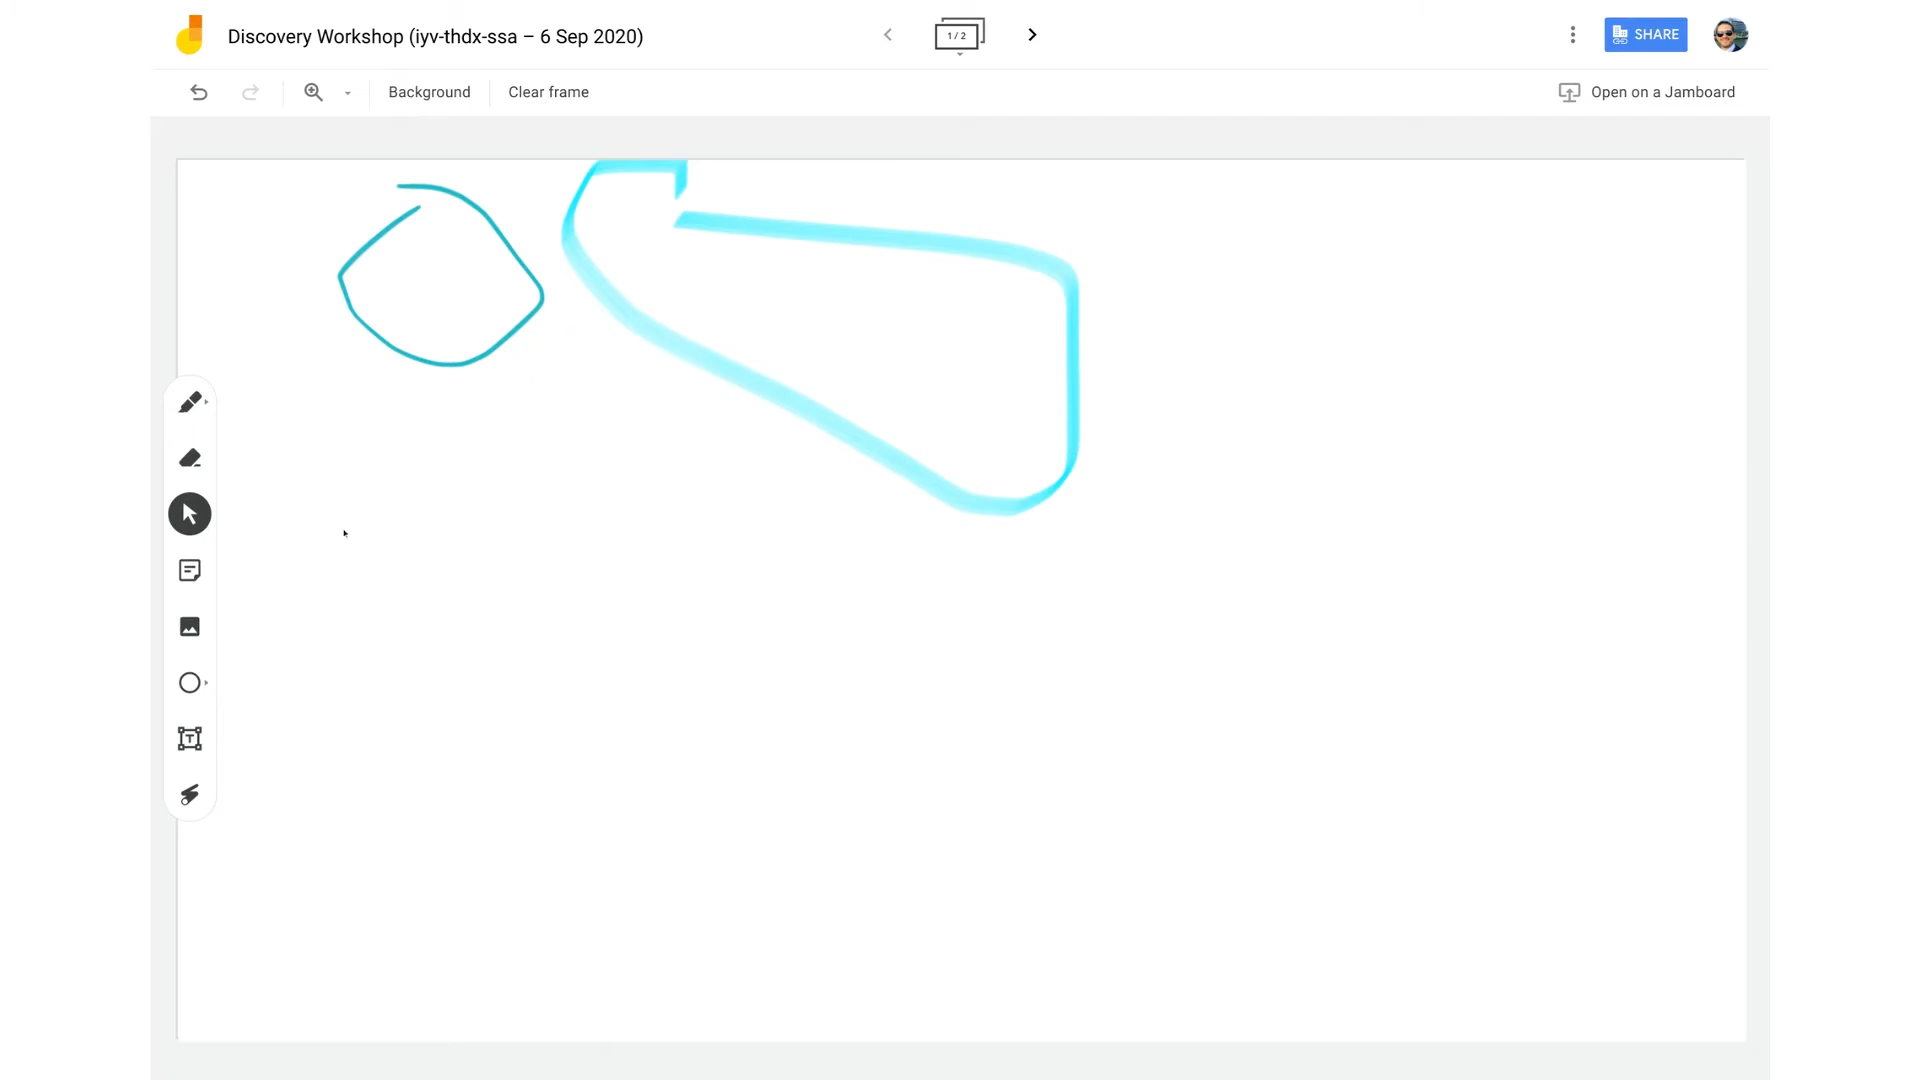 Discovery Workshop (iyv-thdx-ssa – 6 Sep 2020)
1 / 2
SHARE
Background
Clear frame
Open on a Jamboard
T